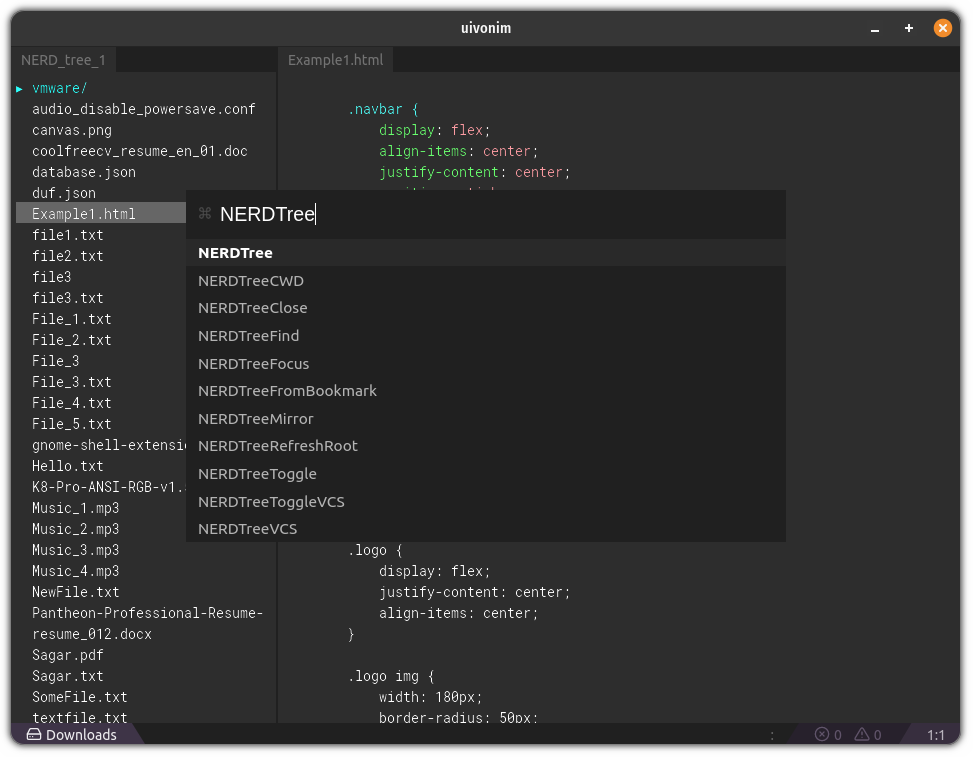 uivonim
NERD_tree_1
Example1.html
▸ vmware/
audio_disable_powersave.conf
canvas.png
coolfreecv_resume_en_01.doc
database.json
duf.json
Example1.html
file1.txt
file2.txt
file3
file3.txt
File_1.txt
File_2.txt
File_3
File_3.txt
File_4.txt
File_5.txt
gnome-shell-extensio
Hello.txt
K8-Pro-ANSI-RGB-v1.
Music_1.mp3
Music_2.mp3
Music_3.mp3
Music_4.mp3
NewFile.txt
Pantheon-Professional-Resume-
resume_012.docx
Sagar.pdf
Sagar.txt
SomeFile.txt
textfile.txt
.navbar {
display: flex;
align-items: center;
justify-content: center;
⌘ NERDTree
NERDTree
NERDTreeCWD
NERDTreeClose
NERDTreeFind
NERDTreeFocus
NERDTreeFromBookmark
NERDTreeMirror
NERDTreeRefreshRoot
NERDTreeToggle
NERDTreeToggleVCS
NERDTreeVCS
.logo {
display: flex;
justify-content: center;
align-items: center;
}
.logo img {
width: 180px;
border-radius: 50px;
Downloads
:
0
0
1:1